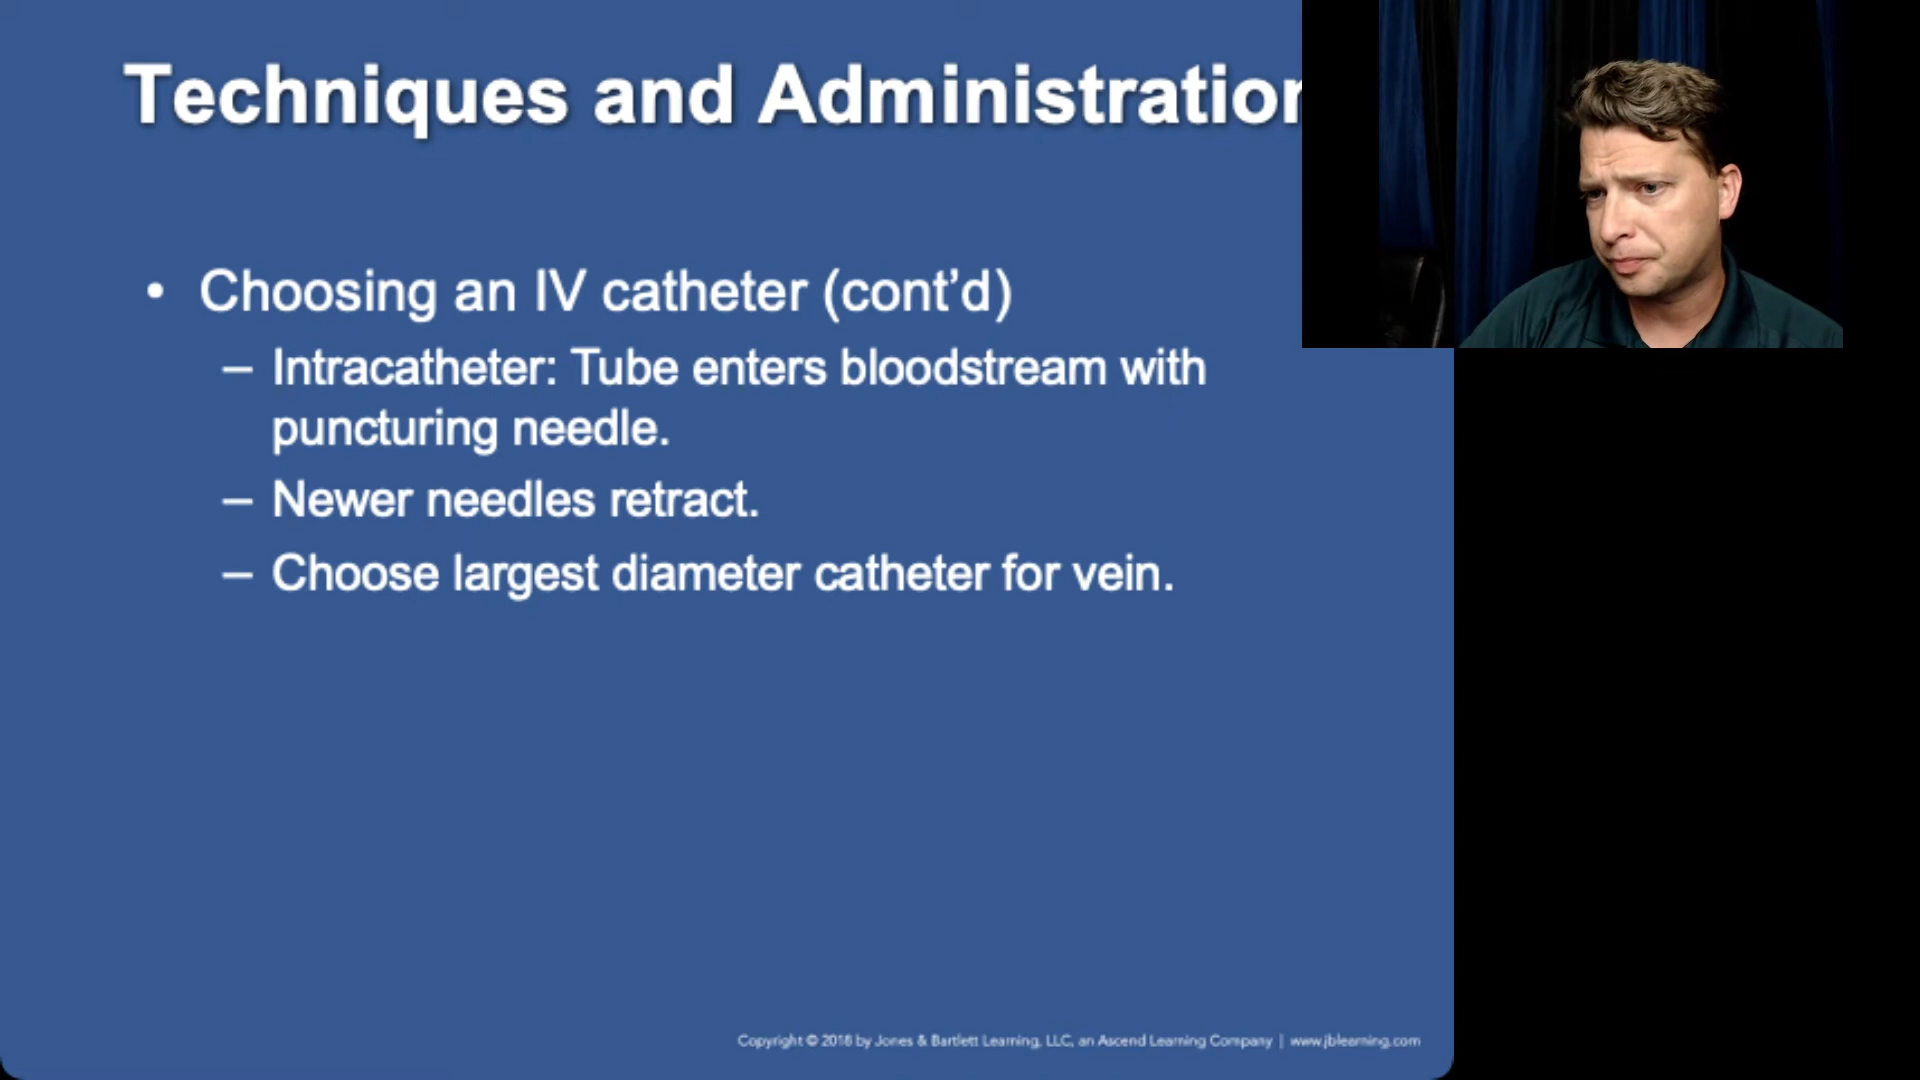 Techniques and Administration
• Choosing an IV catheter (cont’d)
– Intracatheter: Tube enters bloodstream with
puncturing needle.
– Newer needles retract.
– Choose largest diameter catheter for vein.
Copyright © 2018 by Jones & Bartlett Learning, LLC, an Ascend Learning Company | www.jblearning.com